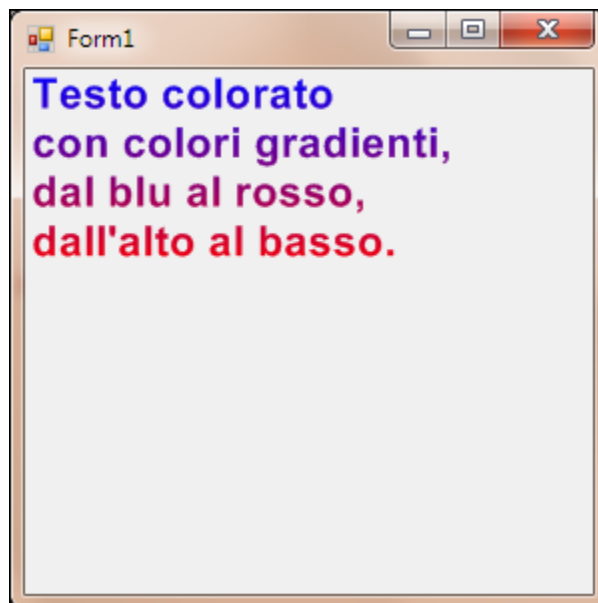 Form1
Testo colorato
con colori gradienti,
dal blu al rosso,
dall'alto al basso.